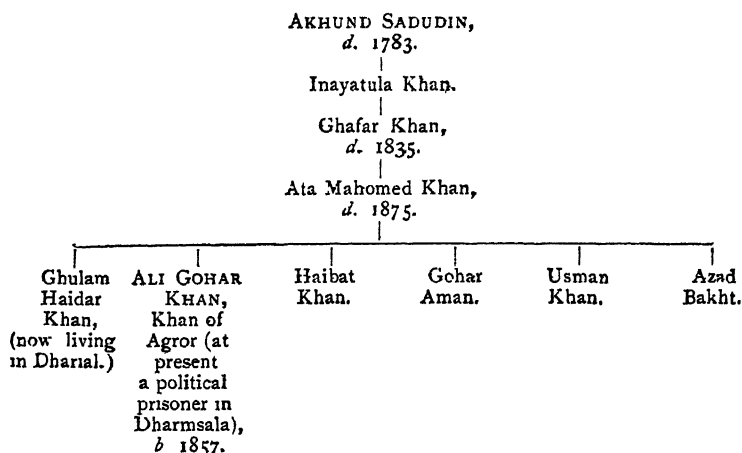 AKHUND SADUDIN,
d. 1783.
Inayatula Khan.
Ghafar Khan,
d. 1835.
Ata Mahomed Khan,
d. 1875.
Ghulam
Haidar
Khan,
(now living
in Dharial.)
ALI GOHAR
KHAN,
Khan of
Agror (at
present
a political
prisoner in
Dharmsala),
b 1857.
Haibat
Khan.
Gohar
Aman.
Usman
Khan.
Azad
Bakht.